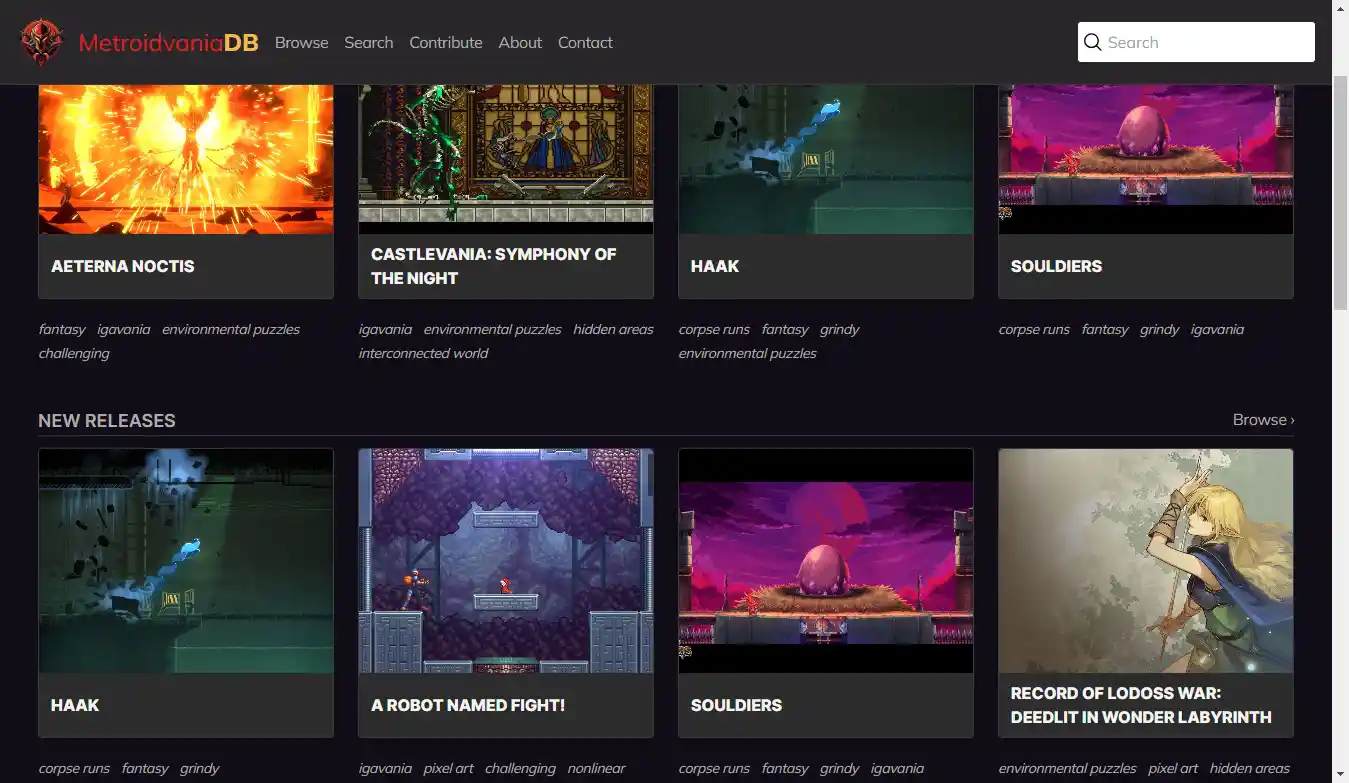 MetroidvaniaDB Browse Search Contribute About Contact Search
AETERNA NOCTIS
CASTLEVANIA: SYMPHONY OF
THE NIGHT
HAAK
SOULDIERS
fantasy igavania environmental puzzles
challenging
igavania environmental puzzles hidden areas
interconnected world
corpse runs fantasy grindy
environmental puzzles
corpse runs fantasy grindy igavania
NEW RELEASES Browse ›
HAAK
A ROBOT NAMED FIGHT!
SOULDIERS
RECORD OF LODOSS WAR:
DEEDLIT IN WONDER LABYRINTH
corpse runs fantasy grindy
igavania pixel art challenging nonlinear
corpse runs fantasy grindy igavania
environmental puzzles pixel art hidden areas